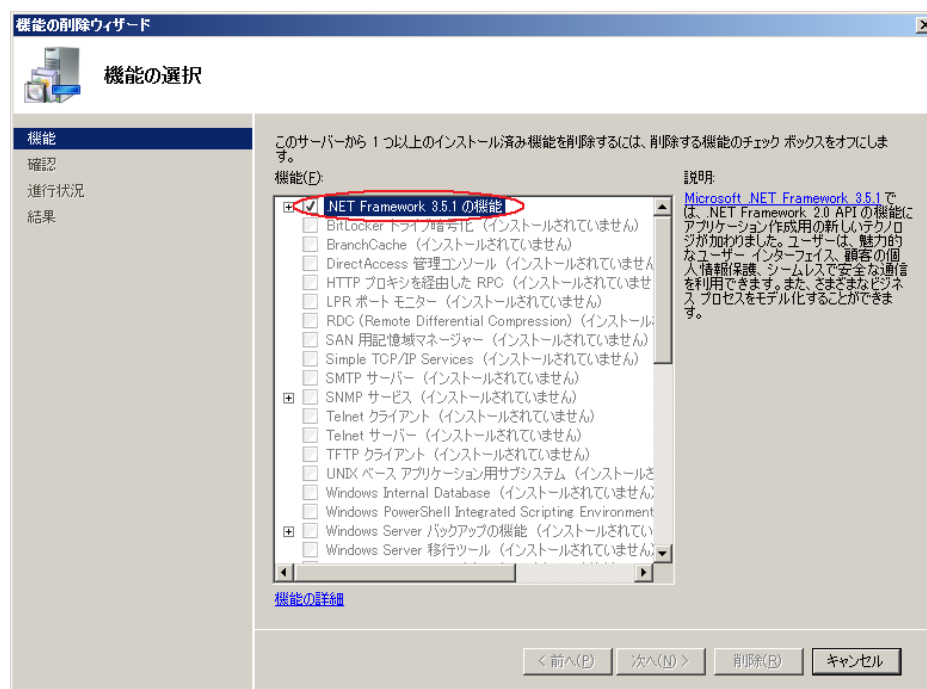 機能の削除ウィザード
機能の選択
機能
確認
進行状況
結果
このサーバーから 1 つ以上のインストール済み機能を削除するには、削除する機能のチェック ボックスをオフにしま
す。
機能(F):
.NET Framework 3.5.1 の機能
BitLocker ドライブ暗号化 (インストールされていません)
BranchCache (インストールされていません)
DirectAccess 管理コンソール (インストールされていません
HTTP プロキシを経由した RPC (インストールされていませ
LPR ポート モニター (インストールされていません)
RDC (Remote Differential Compression) (インストール
SAN 用記憶域マネージャー (インストールされていません)
Simple TCP/IP Services (インストールされていません)
SMTP サーバー (インストールされていません)
SNMP サービス (インストールされていません)
Telnet クライアント (インストールされていません)
Telnet サーバー (インストールされていません)
TFTP クライアント (インストールされていません)
UNIX ベース アプリケーション用サブシステム (インストールさ
Windows Internal Database (インストールされていません)
Windows PowerShell Integrated Scripting Environment
Windows Server バックアップの機能 (インストールされてい
Windows Server 移行ツール (インストールされていません)
機能の詳細
説明:
Microsoft .NET Framework 3.5.1 で
は、.NET Framework 2.0 API の機能に
アプリケーション作成用の新しいテクノロ
ジが加わりました。ユーザーは、魅力的
なユーザー インターフェイス、顧客の個
人情報保護、シームレスで安全な通信
を利用できます。また、さまざまなビジネ
ス プロセスをモデル化することができま
す。
< 前へ(P)
次へ(N) >
削除(R)
キャンセル